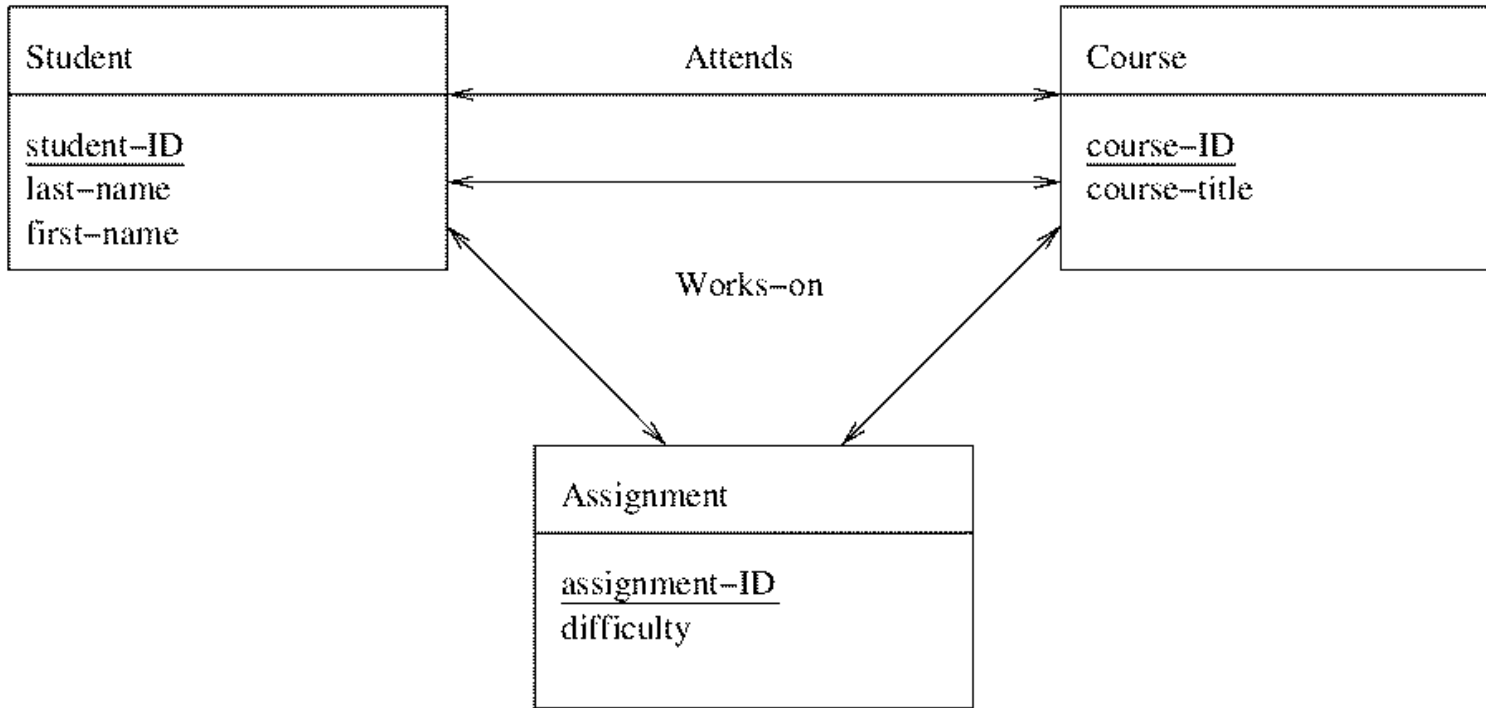 Student
Attends
Course
student–ID
last–name
first–name
course–ID
course–title
Works–on
Assignment
assignment–ID
difficulty